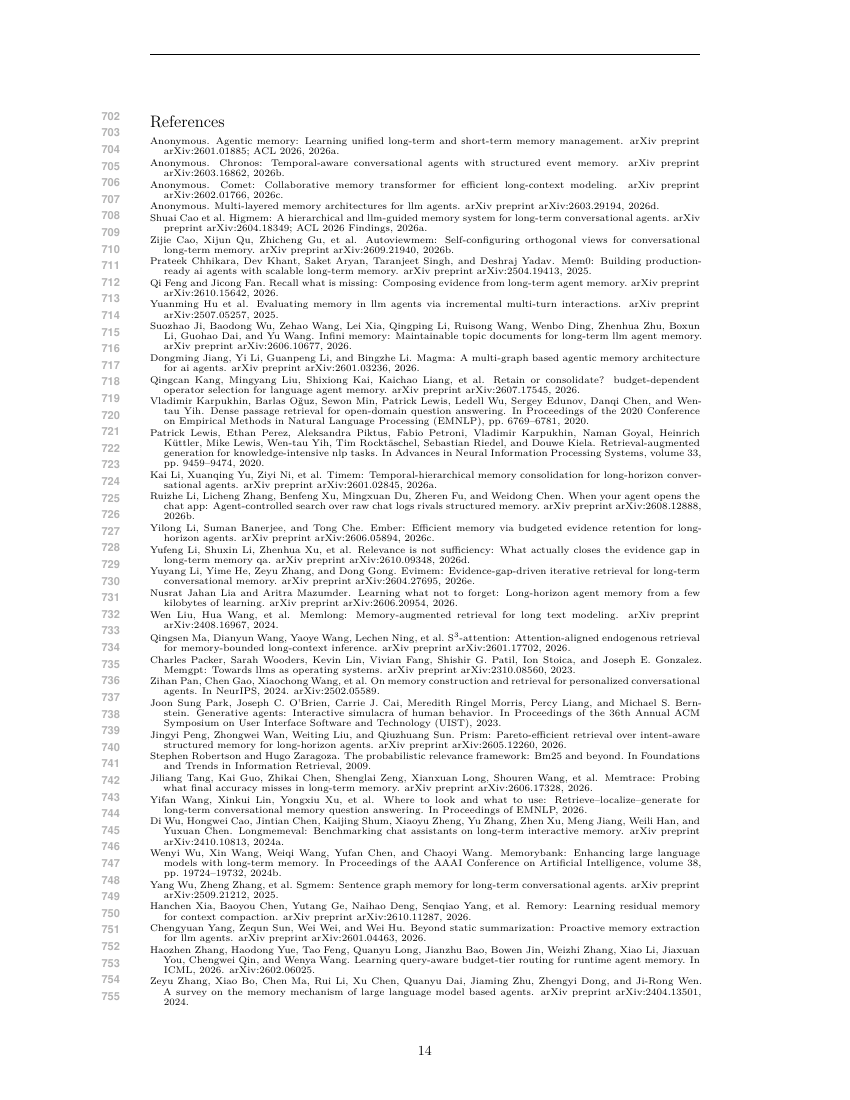 702
703
704
705
706
707
708
709
710
711
712
713
714
715
716
717
718
719
720
721
722
723
724
725
726
727
728
729
730
731
732
733
734
735
736
737
738
739
740
741
742
743
744
745
746
747
748
749
750
751
752
753
754
755
References
Anonymous. Agentic memory: Learning unified long-term and short-term memory management. arXiv preprint
arXiv:2601.01885; ACL 2026, 2026a.
Anonymous. Chronos: Temporal-aware conversational agents with structured event memory. arXiv preprint
arXiv:2603.16862, 2026b.
Anonymous. Comet: Collaborative memory transformer for efficient long-context modeling. arXiv preprint
arXiv:2602.01766, 2026c.
Anonymous. Multi-layered memory architectures for llm agents. arXiv preprint arXiv:2603.29194, 2026d.
Shuai Cao et al. Higmem: A hierarchical and llm-guided memory system for long-term conversational agents. arXiv
preprint arXiv:2604.18349; ACL 2026 Findings, 2026a.
Zijie Cao, Xijun Qu, Zhicheng Gu, et al. Autoviewmem: Self-configuring orthogonal views for conversational
long-term memory. arXiv preprint arXiv:2609.21940, 2026b.
Prateek Chhikara, Dev Khant, Saket Aryan, Taranjeet Singh, and Deshraj Yadav. Mem0: Building production-
ready ai agents with scalable long-term memory. arXiv preprint arXiv:2504.19413, 2025.
Qi Feng and Jicong Fan. Recall what is missing: Composing evidence from long-term agent memory. arXiv preprint
arXiv:2610.15642, 2026.
Yuanming Hu et al. Evaluating memory in llm agents via incremental multi-turn interactions. arXiv preprint
arXiv:2507.05257, 2025.
Suozhao Ji, Baodong Wu, Zehao Wang, Lei Xia, Qingping Li, Ruisong Wang, Wenbo Ding, Zhenhua Zhu, Boxun
Li, Guohao Dai, and Yu Wang. Infini memory: Maintainable topic documents for long-term llm agent memory.
arXiv preprint arXiv:2606.10677, 2026.
Dongming Jiang, Yi Li, Guanpeng Li, and Bingzhe Li. Magma: A multi-graph based agentic memory architecture
for ai agents. arXiv preprint arXiv:2601.03236, 2026.
Qingcan Kang, Mingyang Liu, Shixiong Kai, Kaichao Liang, et al. Retain or consolidate? budget-dependent
operator selection for language agent memory. arXiv preprint arXiv:2607.17545, 2026.
Vladimir Karpukhin, Barlas Oğuz, Sewon Min, Patrick Lewis, Ledell Wu, Sergey Edunov, Danqi Chen, and Wen-
tau Yih. Dense passage retrieval for open-domain question answering. In Proceedings of the 2020 Conference
on Empirical Methods in Natural Language Processing (EMNLP), pp. 6769–6781, 2020.
Patrick Lewis, Ethan Perez, Aleksandra Piktus, Fabio Petroni, Vladimir Karpukhin, Naman Goyal, Heinrich
Küttler, Mike Lewis, Wen-tau Yih, Tim Rocktäschel, Sebastian Riedel, and Douwe Kiela. Retrieval-augmented
generation for knowledge-intensive nlp tasks. In Advances in Neural Information Processing Systems, volume 33,
pp. 9459–9474, 2020.
Kai Li, Xuanqing Yu, Ziyi Ni, et al. Timem: Temporal-hierarchical memory consolidation for long-horizon conver-
sational agents. arXiv preprint arXiv:2601.02845, 2026a.
Ruizhe Li, Licheng Zhang, Benfeng Xu, Mingxuan Du, Zheren Fu, and Weidong Chen. When your agent opens the
chat app: Agent-controlled search over raw chat logs rivals structured memory. arXiv preprint arXiv:2608.12888,
2026b.
Yilong Li, Suman Banerjee, and Tong Che. Ember: Efficient memory via budgeted evidence retention for long-
horizon agents. arXiv preprint arXiv:2606.05894, 2026c.
Yufeng Li, Shuxin Li, Zhenhua Xu, et al. Relevance is not sufficiency: What actually closes the evidence gap in
long-term memory qa. arXiv preprint arXiv:2610.09348, 2026d.
Yuyang Li, Yime He, Zeyu Zhang, and Dong Gong. Evimem: Evidence-gap-driven iterative retrieval for long-term
conversational memory. arXiv preprint arXiv:2604.27695, 2026e.
Nusrat Jahan Lia and Aritra Mazumder. Learning what not to forget: Long-horizon agent memory from a few
kilobytes of learning. arXiv preprint arXiv:2606.20954, 2026.
Wen Liu, Hua Wang, et al. Memlong: Memory-augmented retrieval for long text modeling. arXiv preprint
arXiv:2408.16967, 2024.
Qingsen Ma, Dianyun Wang, Yaoye Wang, Lechen Ning, et al. S³-attention: Attention-aligned endogenous retrieval
for memory-bounded long-context inference. arXiv preprint arXiv:2601.17702, 2026.
Charles Packer, Sarah Wooders, Kevin Lin, Vivian Fang, Shishir G. Patil, Ion Stoica, and Joseph E. Gonzalez.
Memgpt: Towards llms as operating systems. arXiv preprint arXiv:2310.08560, 2023.
Zihan Pan, Chen Gao, Xiaochong Wang, et al. On memory construction and retrieval for personalized conversational
agents. In NeurIPS, 2024. arXiv:2502.05589.
Joon Sung Park, Joseph C. O'Brien, Carrie J. Cai, Meredith Ringel Morris, Percy Liang, and Michael S. Bern-
stein. Generative agents: Interactive simulacra of human behavior. In Proceedings of the 36th Annual ACM
Symposium on User Interface Software and Technology (UIST), 2023.
Jingyi Peng, Zhongwei Wan, Weiting Liu, and Qiuzhuang Sun. Prism: Pareto-efficient retrieval over intent-aware
structured memory for long-horizon agents. arXiv preprint arXiv:2605.12260, 2026.
Stephen Robertson and Hugo Zaragoza. The probabilistic relevance framework: Bm25 and beyond. In Foundations
and Trends in Information Retrieval, 2009.
Jiliang Tang, Kai Guo, Zhikai Chen, Shenglai Zeng, Xianxuan Long, Shouren Wang, et al. Memtrace: Probing
what final accuracy misses in long-term memory. arXiv preprint arXiv:2606.17328, 2026.
Yifan Wang, Xinkui Lin, Yongxiu Xu, et al. Where to look and what to use: Retrieve–localize–generate for
long-term conversational memory question answering. In Proceedings of EMNLP, 2026.
Di Wu, Hongwei Cao, Jintian Chen, Kaijing Shum, Xiaoyu Zheng, Yu Zhang, Zhen Xu, Meng Jiang, Weili Han, and
Yuxuan Chen. Longmemeval: Benchmarking chat assistants on long-term interactive memory. arXiv preprint
arXiv:2410.10813, 2024a.
Wenyi Wu, Xin Wang, Weiqi Wang, Yufan Chen, and Chaoyi Wang. Memorybank: Enhancing large language
models with long-term memory. In Proceedings of the AAAI Conference on Artificial Intelligence, volume 38,
pp. 19724–19732, 2024b.
Yang Wu, Zheng Zhang, et al. Sgmem: Sentence graph memory for long-term conversational agents. arXiv preprint
arXiv:2509.21212, 2025.
Hanchen Xia, Baoyou Chen, Yutang Ge, Naihao Deng, Senqiao Yang, et al. Remory: Learning residual memory
for context compaction. arXiv preprint arXiv:2610.11287, 2026.
Chengyuan Yang, Zequn Sun, Wei Wei, and Wei Hu. Beyond static summarization: Proactive memory extraction
for llm agents. arXiv preprint arXiv:2601.04463, 2026.
Haozhen Zhang, Haodong Yue, Tao Feng, Quanyu Long, Jianzhu Bao, Bowen Jin, Weizhi Zhang, Xiao Li, Jiaxuan
You, Chengwei Qin, and Wenya Wang. Learning query-aware budget-tier routing for runtime agent memory. In
ICML, 2026. arXiv:2602.06025.
Zeyu Zhang, Xiao Bo, Chen Ma, Rui Li, Xu Chen, Quanyu Dai, Jiaming Zhu, Zhengyi Dong, and Ji-Rong Wen.
A survey on the memory mechanism of large language model based agents. arXiv preprint arXiv:2404.13501,
2024.
14